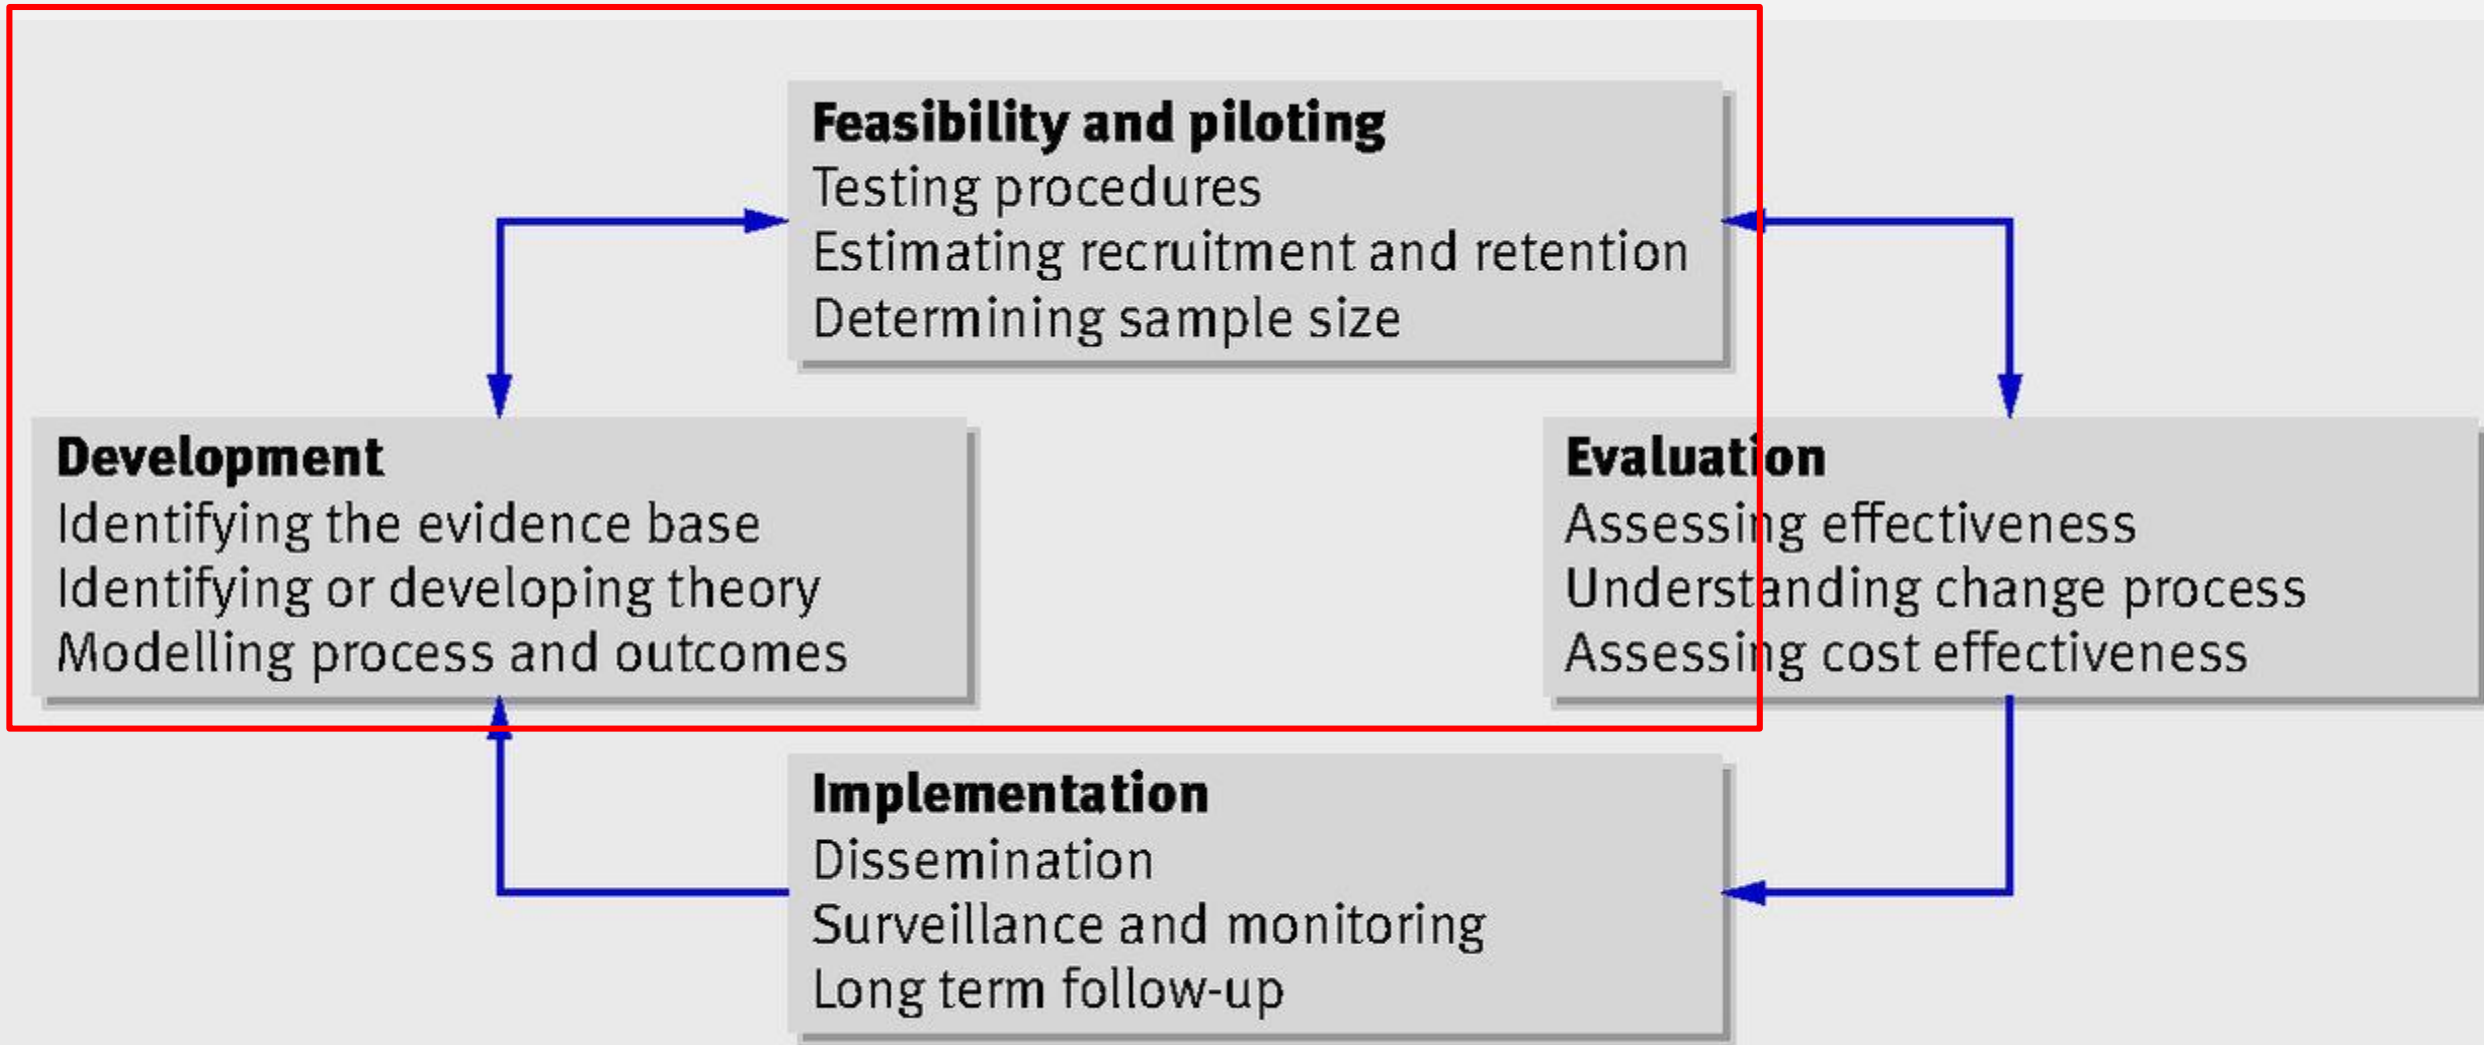 Feasibility and piloting
Testing procedures
Estimating recruitment and retention
Determining sample size
Development
Identifying the evidence base
Identifying or developing theory
Modelling process and outcomes
Evaluation
Assessing effectiveness
Understanding change process
Assessing cost effectiveness
Implementation
Dissemination
Surveillance and monitoring
Long term follow-up